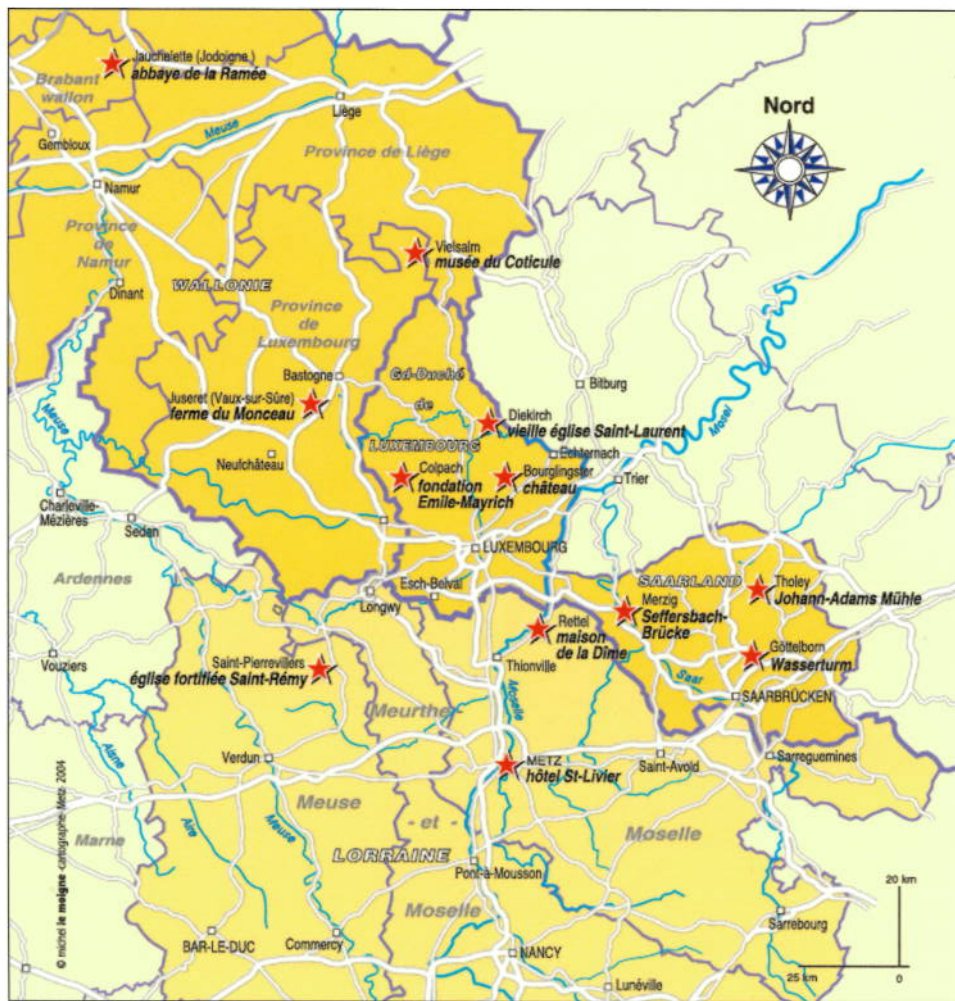 Jauchelette (Jodoigne)
abbaye de la Ramée
Brabant
wallon
Liège
Nord
Meuse
Gembloux
Province de Liège
Namur
Province
de
Namur
Vielsalm
musée du Coticule
Dinant
WALLONIE
Province
de
Luxembourg
Mosel
Bastogne
Gd-Duché
de
LUXEMBOURG
Bitburg
Juseret (Vaux-sur-Sûre)
ferme du Monceau
Meuse
Diekirch
vieille église Saint-Laurent
Echternach
Neufchâteau
Colpach
fondation
Emile-Mayrich
Bourglingster
château
Trier
Charleville-
Mézières
Sedan
LUXEMBOURG
Ardennes
Esch-Belval
Longwy
SAARLAND
Tholey
Johann-Adams Mühle
Merzig
Seffersbach-
Brücke
Rettel
maison
de la Dîme
Göttelborn
Wasserturm
Vouziers
Saint-Pierrevillers
église fortifiée Saint-Rémy
Thionville
Saar
SAARBRÜCKEN
Moselle
Meurthe
Aisne
Verdun
METZ
hôtel St-Livier
Saint-Avold
Sarreguemines
Meuse
Aire
Meuse
- et -
Moselle
Marne
LORRAINE
Pont-à-Mousson
20 km
Moselle
Sarrebourg
BAR-LE-DUC
Commercy
NANCY
25 km
0
Lunéville
© michel le moigne -cartographe-Metz- 2004